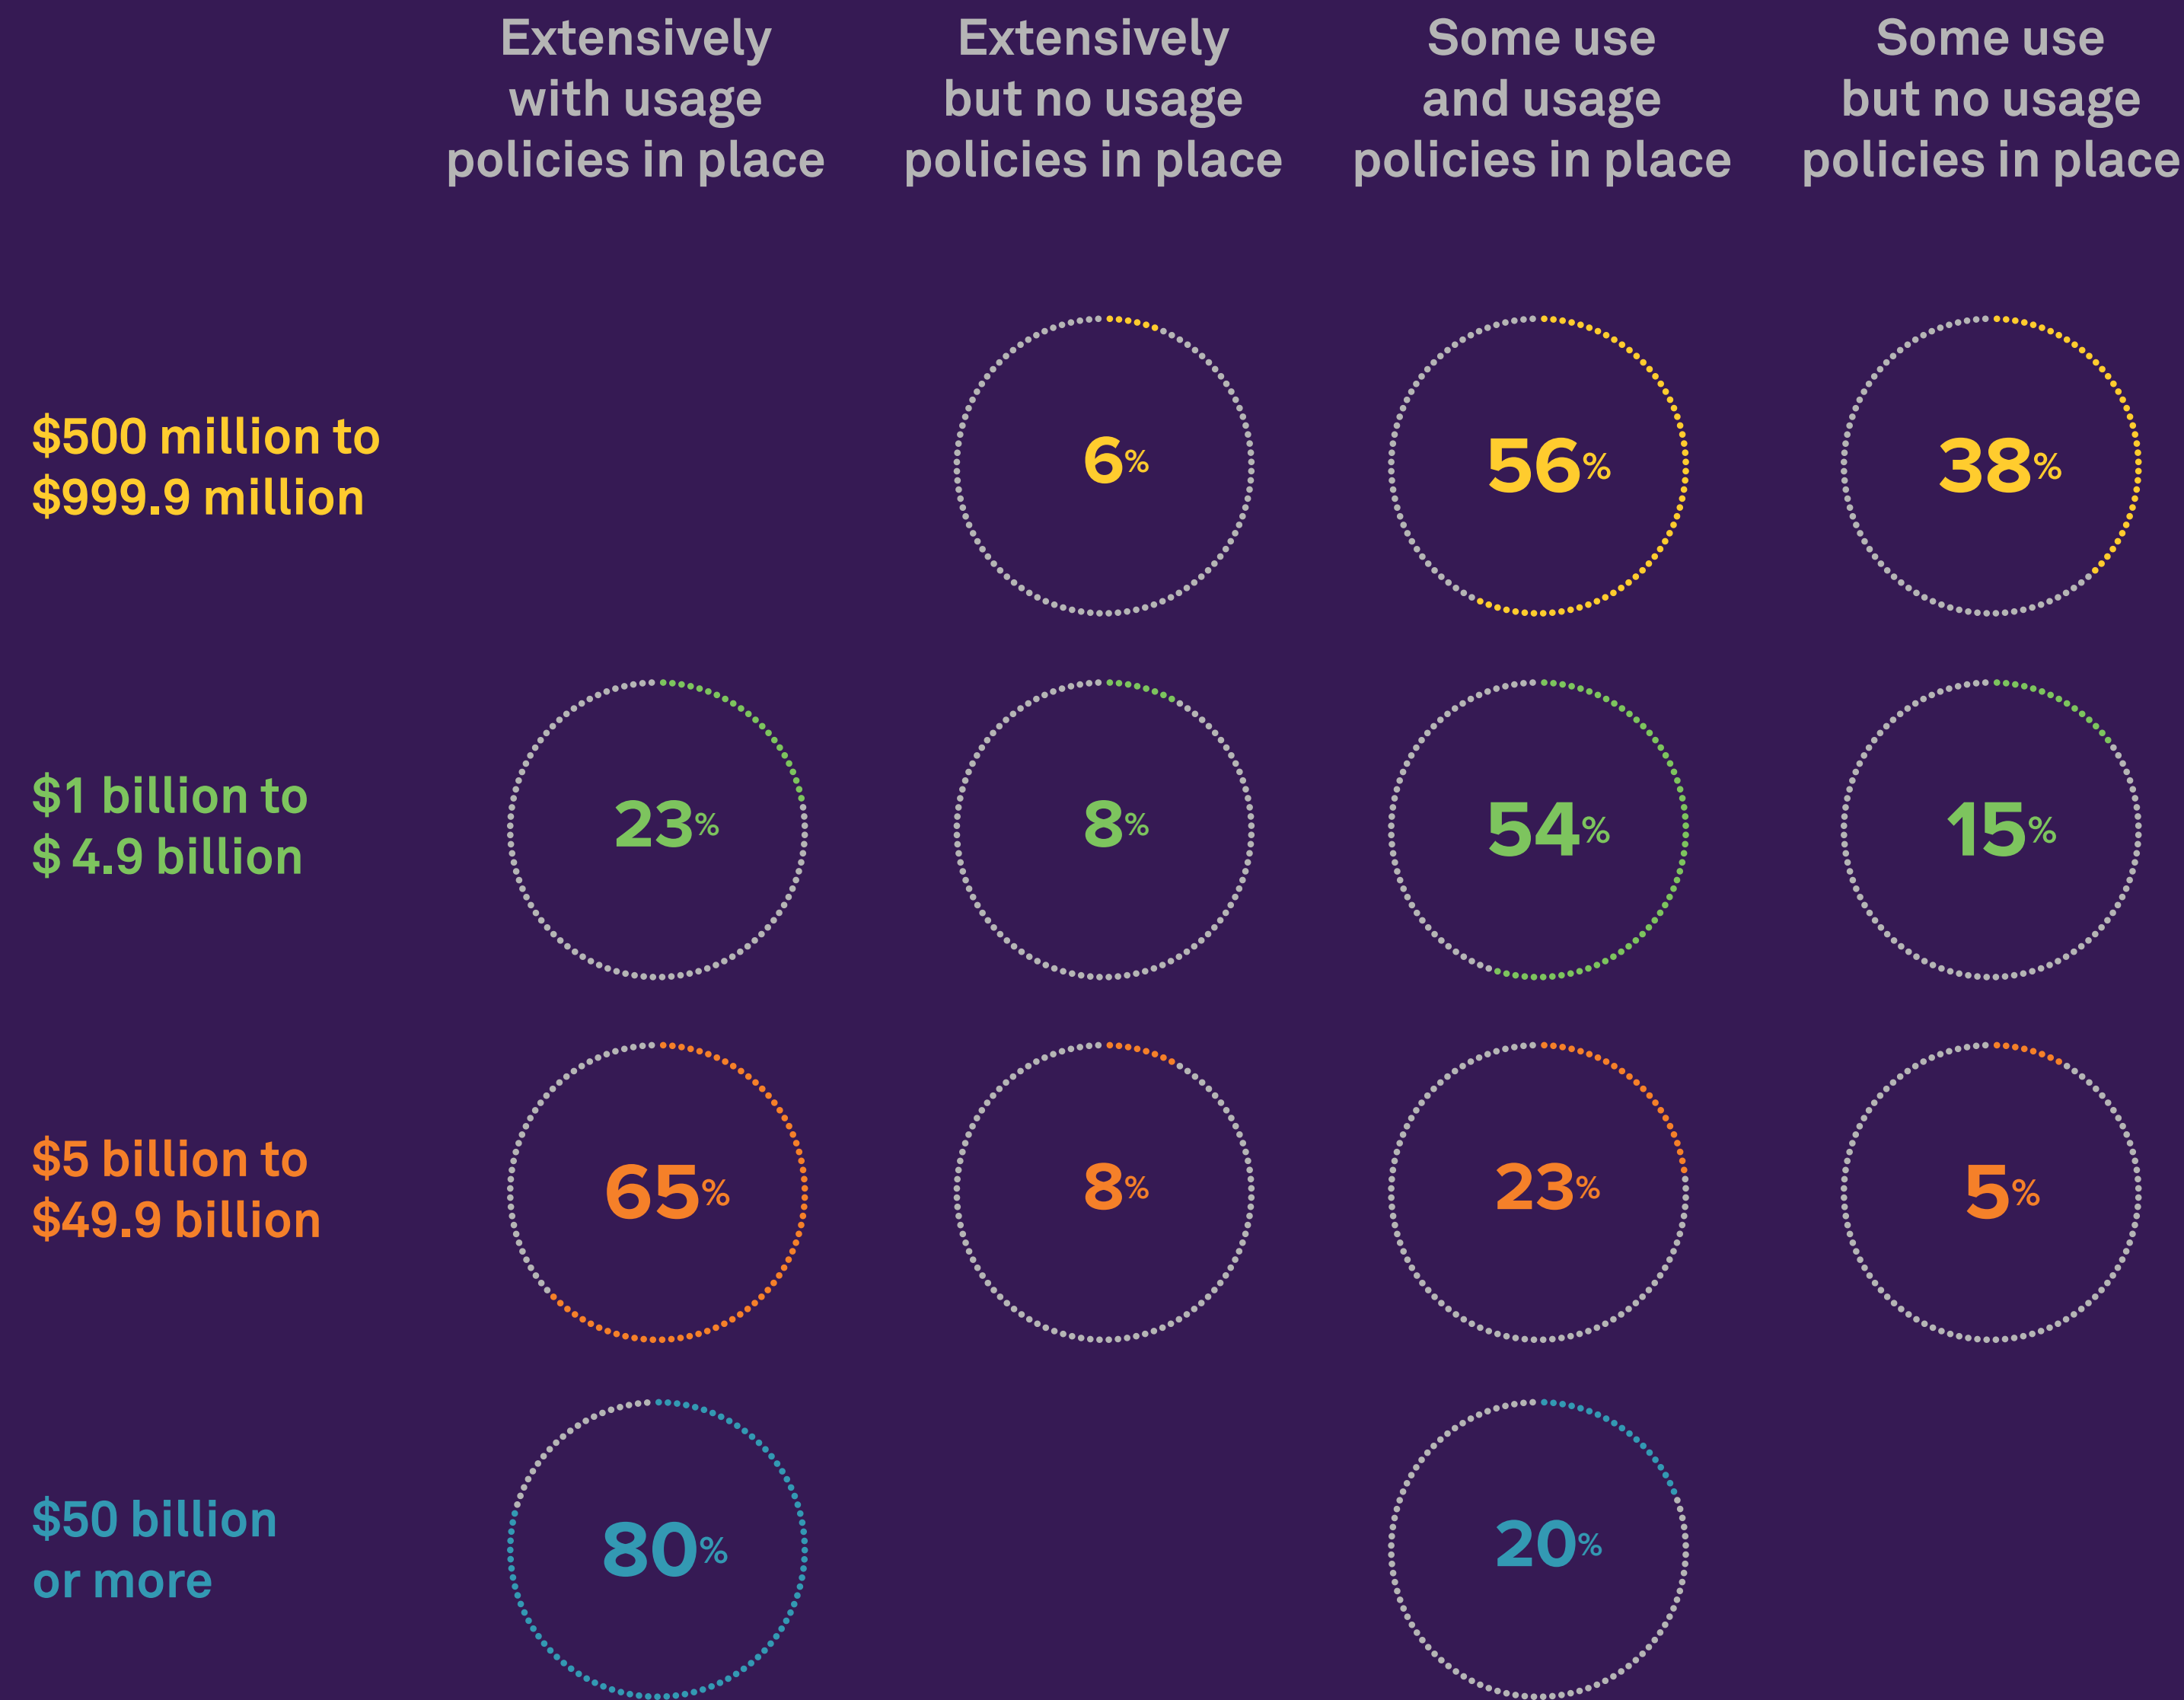 Extensively
with usage
policies in place
Extensively
but no usage
policies in place
Some use
and usage
policies in place
Some use
but no usage
policies in place
$500 million to
$999.9 million
6%
56%
38%
$1 billion to
$ 4.9 billion
23%
8%
54%
15%
$5 billion to
$49.9 billion
65%
8%
23%
5%
$50 billion
or more
80%
20%